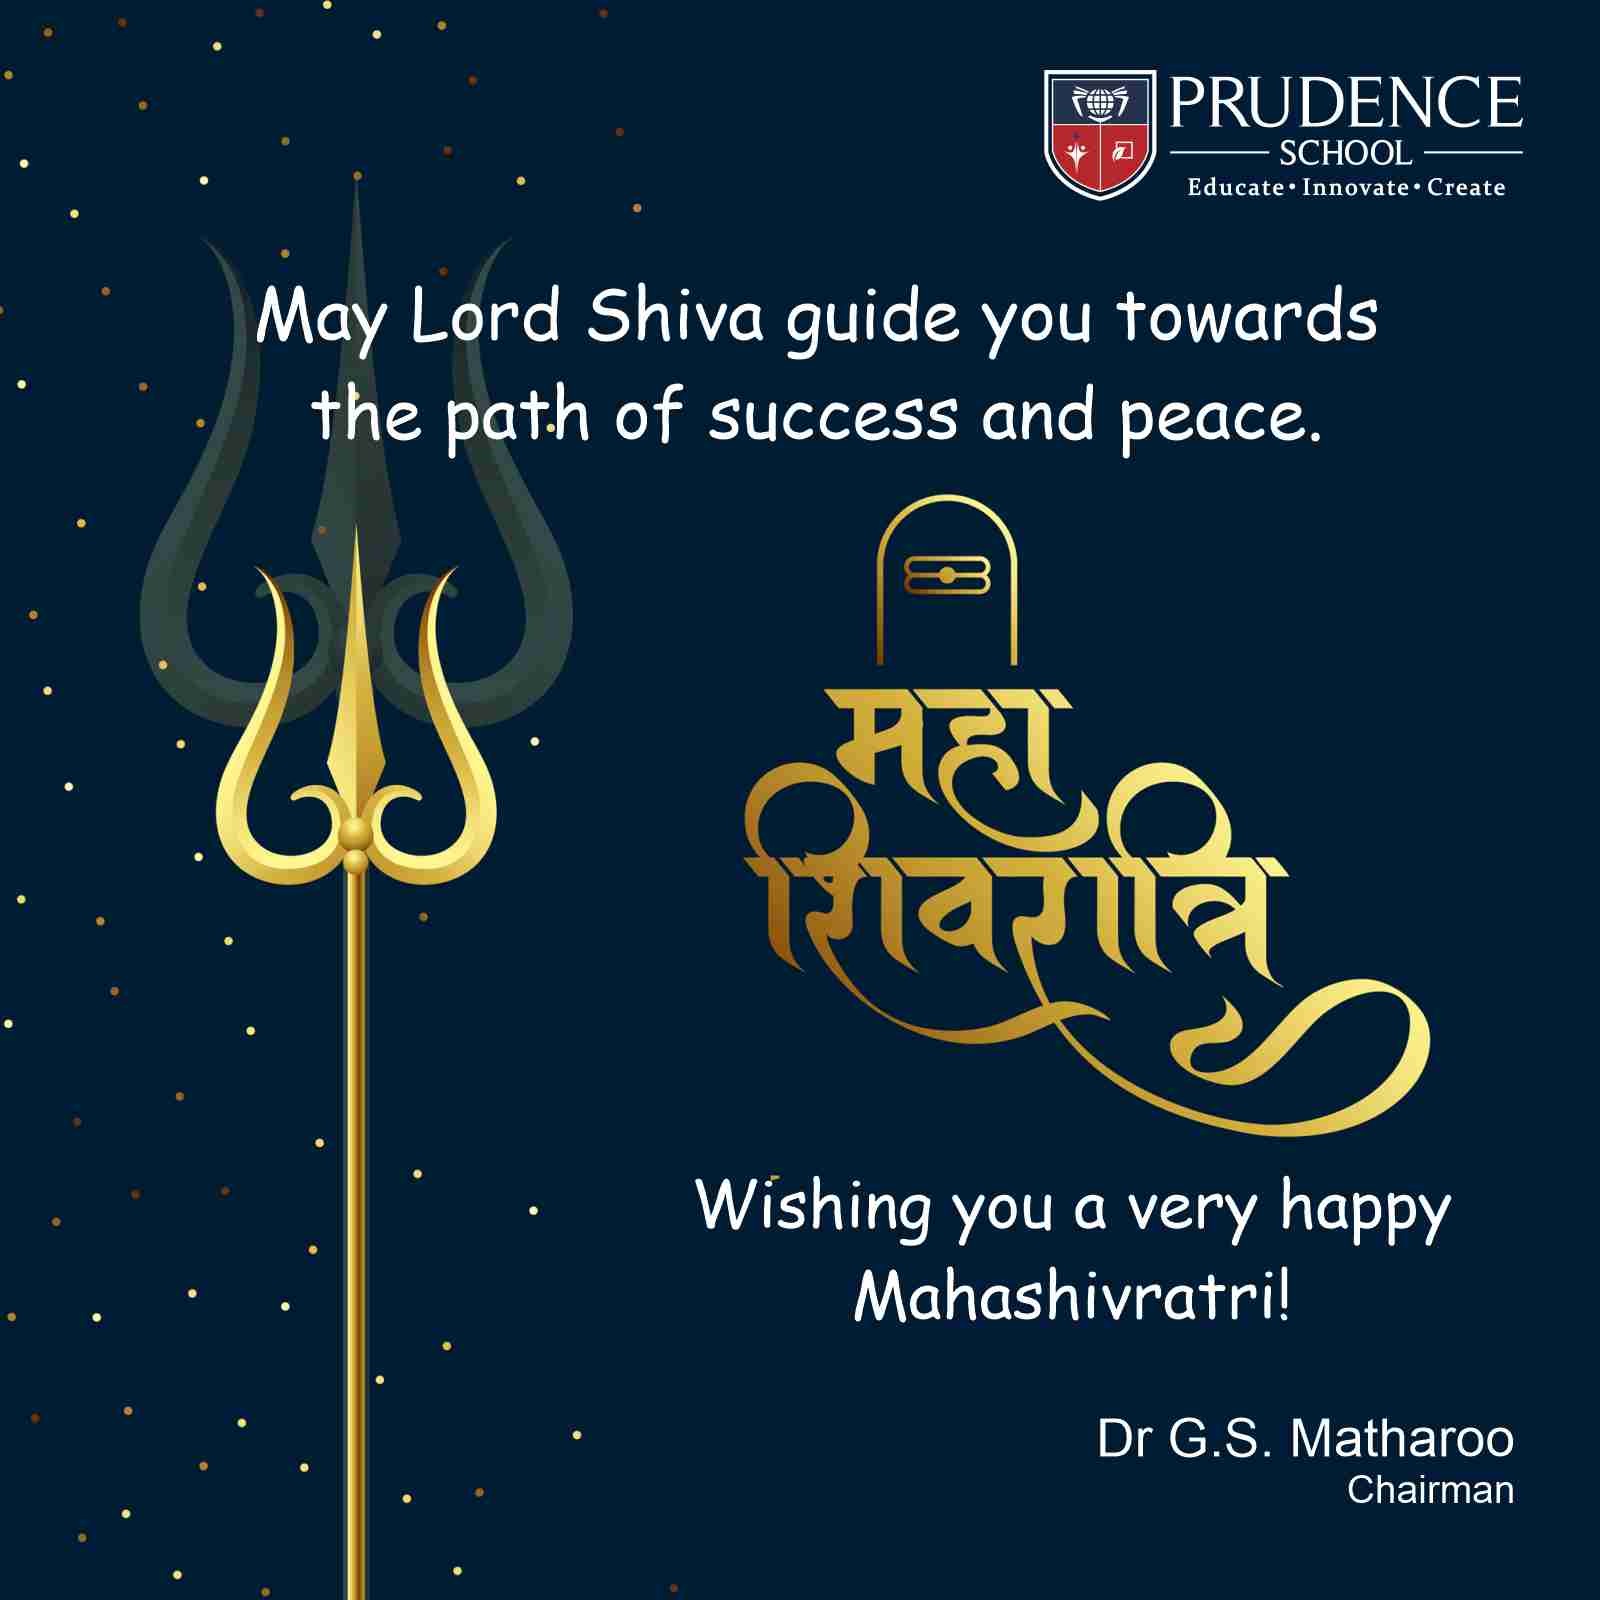 PRUDENCE
SCHOOL
Educate • Innovate • Create
May Lord Shiva guide you towards
the path of success and peace.
महा
शिवरात्रि
Wishing you a very happy
Mahashivratri!
Dr G.S. Matharoo
Chairman